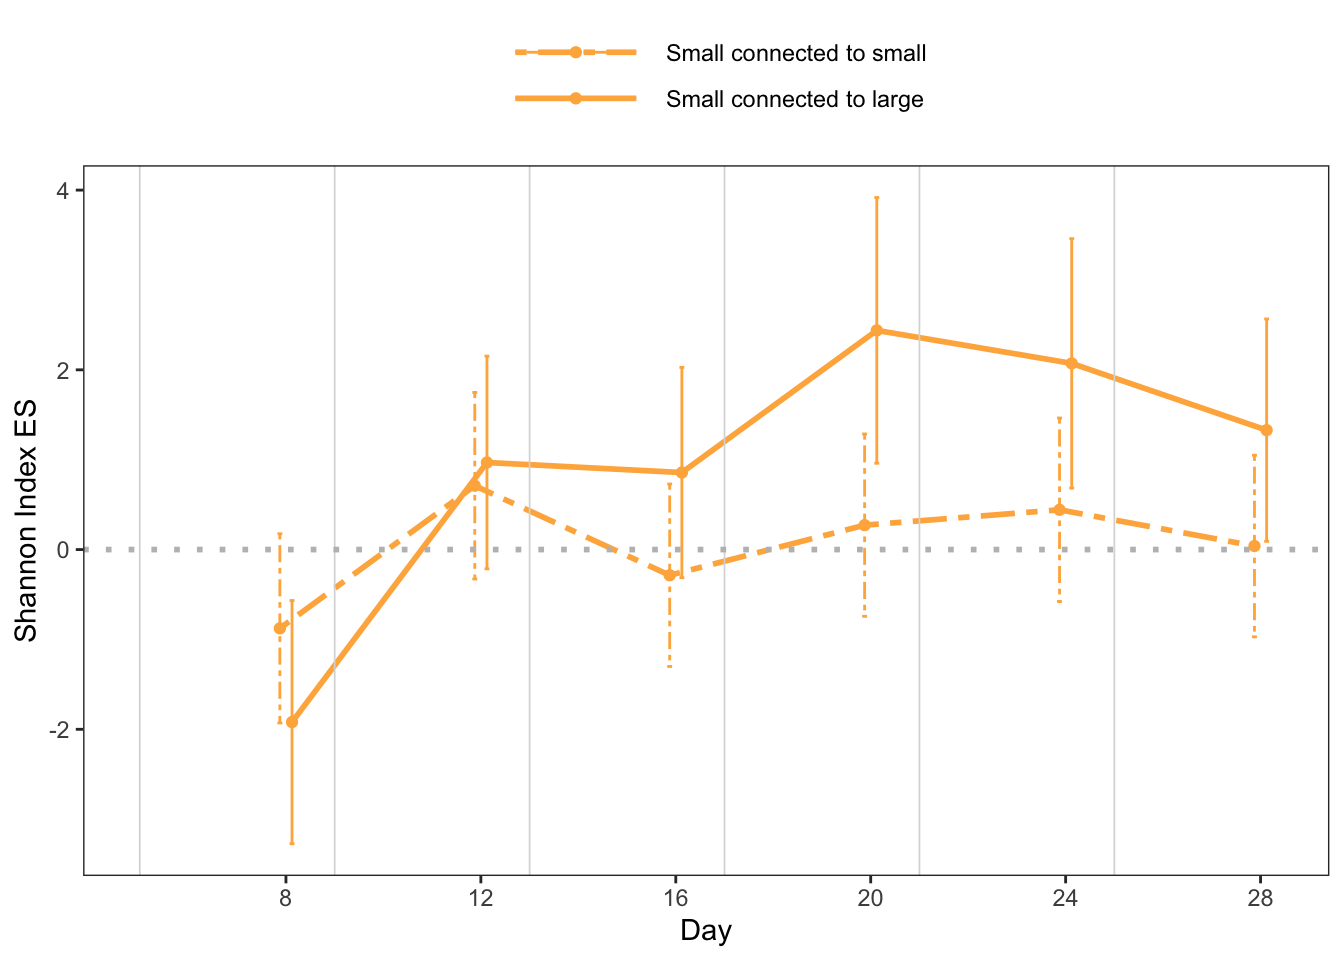 Small connected to small
Small connected to large
4
2
0
-2
Shannon Index ES
8 12 16 20 24 28
Day